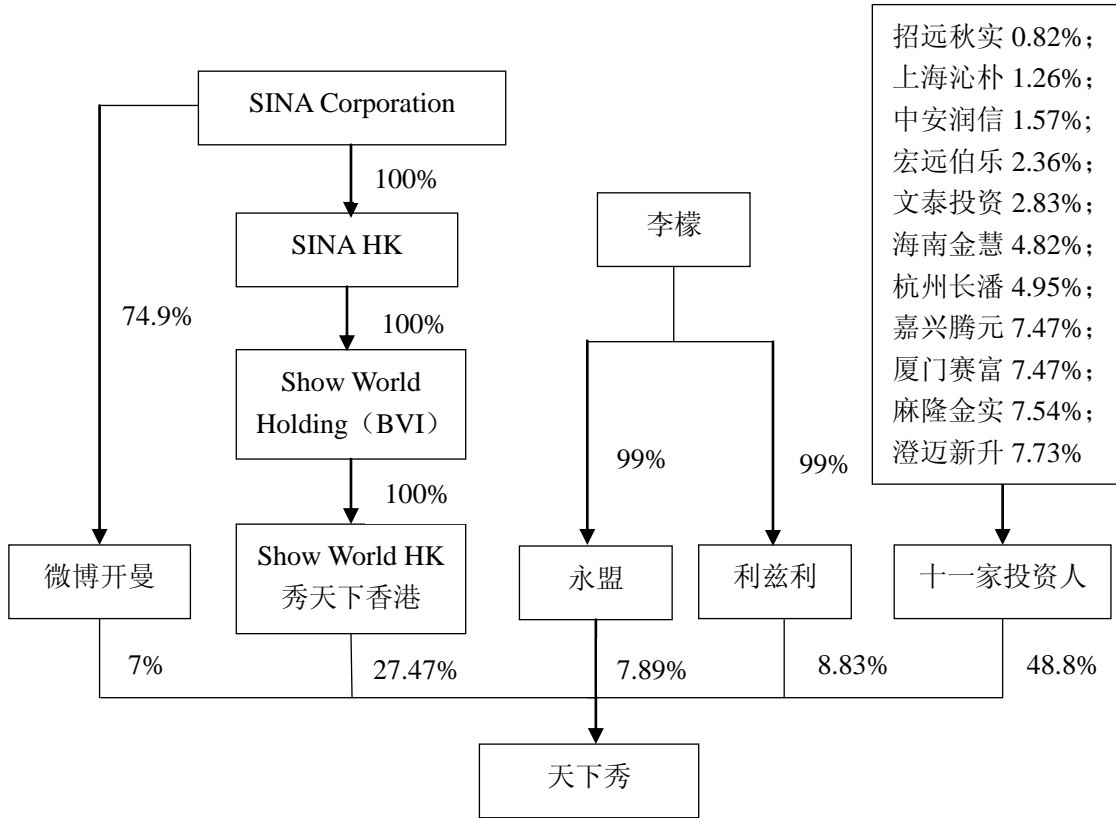 招远秋实 0.82%；
上海沁朴 1.26%；
中安润信 1.57%；
宏远伯乐 2.36%；
文泰投资 2.83%；
海南金慧 4.82%；
杭州长潘 4.95%；
嘉兴腾元 7.47%；
厦门赛富 7.47%；
麻隆金实 7.54%；
澄迈新升 7.73%
SINA Corporation
100%
SINA HK
李檬
74.9%
100%
Show World
Holding（BVI）
99%
99%
100%
微博开曼
Show World HK
秀天下香港
永盟
利兹利
十一家投资人
7%
27.47%
7.89%
8.83%
48.8%
天下秀